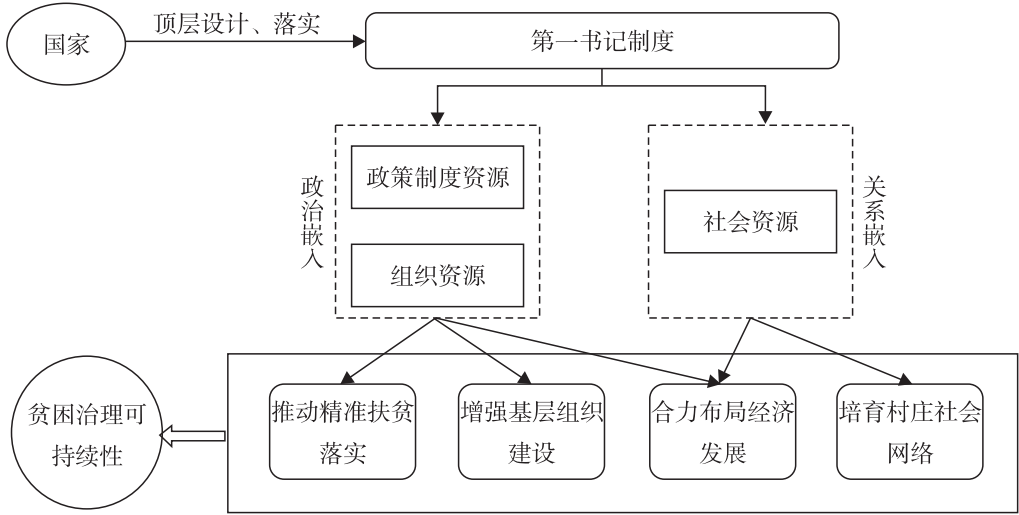 顶层设计、落实
国家
第一书记制度
政治嵌入
政策制度资源
组织资源
社会资源
关系嵌入
贫困治理可
持续性
推动精准扶贫
落实
增强基层组织
建设
合力布局经济
发展
培育村庄社会
网络